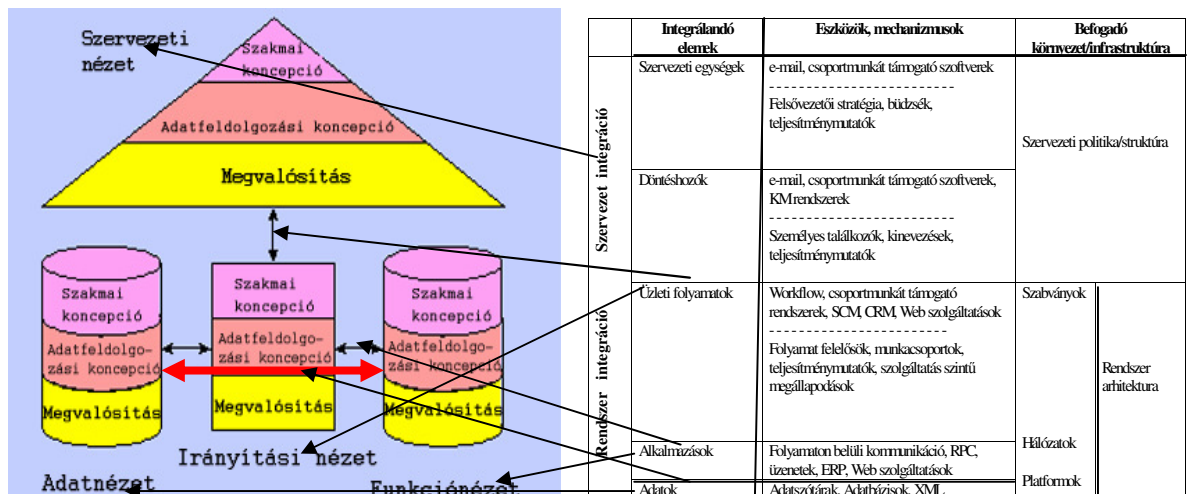 Szervezeti
nézet
Szakmai
koncepció
Adatfeldolgozási koncepció
Megvalósítás
Szakmai
koncepció
Adatfeldolgo-
zási koncepció
Megvalósítás
Szakmai
koncepció
Adatfeldolgo-
zási koncepció
Megvalósítás
Szakmai
koncepció
Adatfeldolgo-
zási koncepció
Megvalósítás
Irányítási nézet
Adatnézet
Funkciónézet
Integrálandó
elemek
Eszközök, mechanizmusok
Befogadó
környezet/infrastruktúra
Szervezet integráció
Szervezeti egységek
e-mail, csoportmunkát támogató szoftverek
Felsővezetői stratégia, büdzsék,
teljesítménymutatók
Szervezeti politika/struktúra
Döntéshozók
e-mail, csoportmunkát támogató szoftverek,
KM rendszerek
Személyes találkozók, kinevezések,
teljesítménymutatók
Rendszer integráció
Üzleti folyamatok
Workflow, csoportmunkát támogató
rendszerek, SCM, CRM, Web szolgáltatások
Folyamat felelősök, munkacsoportok,
teljesítménymutatók, szolgáltatás szintű
megállapodások
Szabványok
Rendszer
arhitektura
Hálózatok
Platformok
Alkalmazások
Folyamaton belüli kommunikáció, RPC,
üzenetek, ERP, Web szolgáltatások
Adatok
Adatszótárak, Adatbázisok, XML